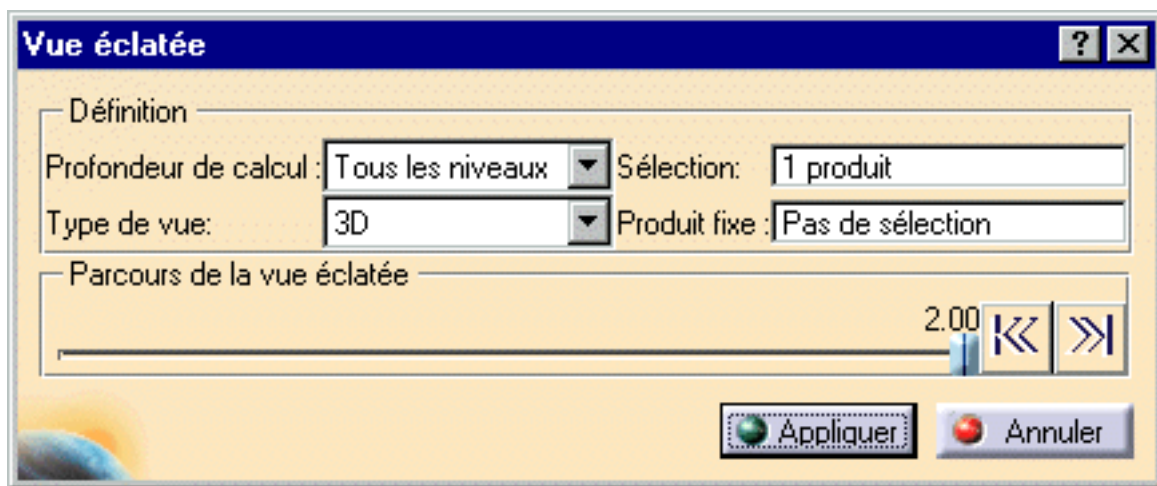 Vue éclatée
Définition
Profondeur de calcul : Tous les niveaux Sélection: 1 produit
Type de vue: 3D Produit fixe : Pas de sélection
Parcours de la vue éclatée
2.00
Appliquer Annuler